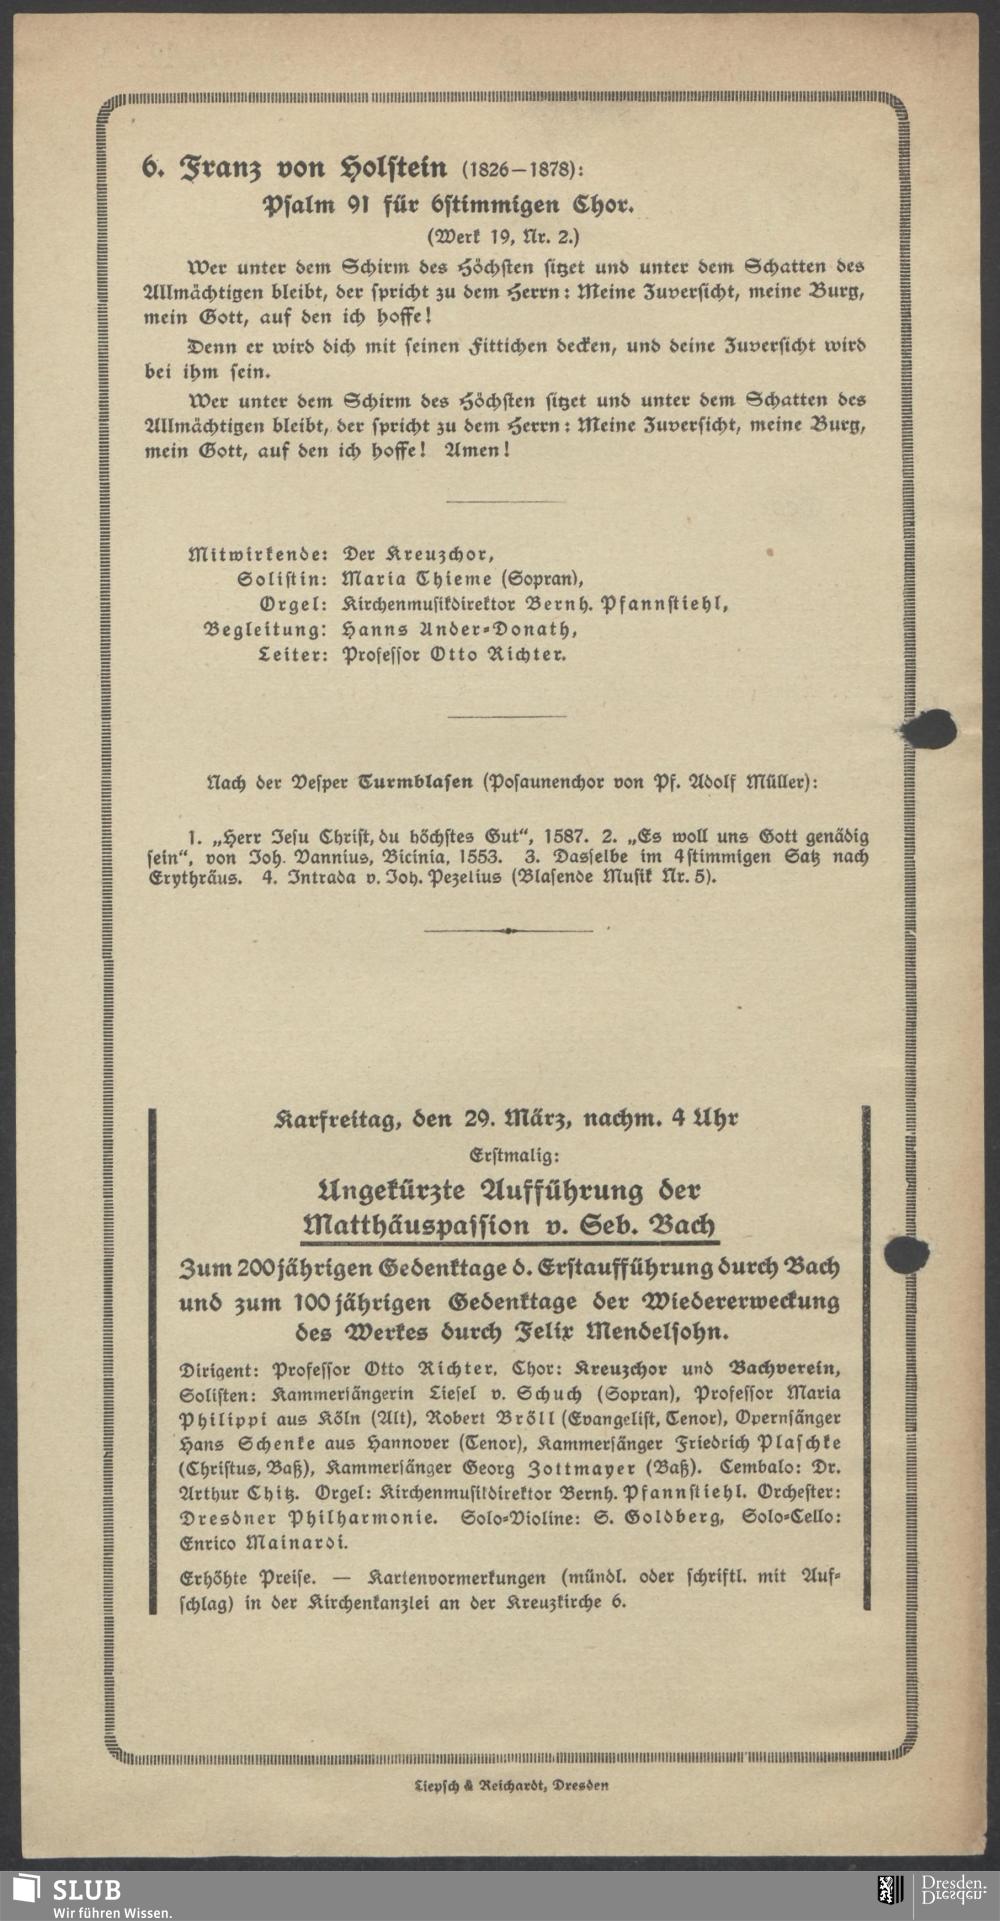 6. Franz von Holstein (1826–1878):
Psalm 91 für 6stimmigen Chor.
(Werk 19, Nr. 2.)
Wer unter dem Schirm des Höchsten sitzet und unter dem Schatten des
Allmächtigen bleibt, der spricht zu dem Herrn: Meine Zuversicht, meine Burg,
mein Gott, auf den ich hoffe!
Denn er wird dich mit seinen Fittichen decken, und deine Zuversicht wird
bei ihm sein.
Wer unter dem Schirm des Höchsten sitzet und unter dem Schatten des
Allmächtigen bleibt, der spricht zu dem Herrn: Meine Zuversicht, meine Burg,
mein Gott, auf den ich hoffe! Amen!
Mitwirkende: Der Kreuzchor,
Solistin: Maria Thieme (Sopran),
Orgel: Kirchenmusikdirektor Bernh. Pfannstiehl,
Begleitung: Hanns Ander-Donath,
Leiter: Professor Otto Richter.
Nach der Vesper Turmblasen (Posaunenchor von Pf. Adolf Müller):
1. „Herr Jesu Christ, du höchstes Gut“, 1587. 2. „Es woll uns Gott genädig
sein“, von Joh. Vannius, Bicinia, 1553. 3. Dasselbe im 4stimmigen Satz nach
Erythräus. 4. Intrada v. Joh. Pezelius (Blasende Musik Nr. 5).
Karfreitag, den 29. März, nachm. 4 Uhr
Erstmalig:
Ungekürzte Aufführung der
Matthäuspassion v. Seb. Bach
Zum 200jährigen Gedenktage d. Erstaufführung durch Bach
und zum 100jährigen Gedenktage der Wiedererweckung
des Werkes durch Felix Mendelsohn.
Dirigent: Professor Otto Richter, Chor: Kreuzchor und Bachverein,
Solisten: Kammersängerin Liesel v. Schuch (Sopran), Professor Maria
Philippi aus Köln (Alt), Robert Bröll (Evangelist, Tenor), Opernsänger
Hans Schenke aus Hannover (Tenor), Kammersänger Friedrich Plaschke
(Christus, Baß), Kammersänger Georg Zottmayer (Baß). Cembalo: Dr.
Arthur Chitz. Orgel: Kirchenmusikdirektor Bernh. Pfannstiehl. Orchester:
Dresdner Philharmonie. Solo-Violine: S. Goldberg, Solo-Cello:
Enrico Mainardi.
Erhöhte Preise. — Kartenvormerkungen (mündl. oder schriftl. mit Auf-
schlag) in der Kirchenkanzlei an der Kreuzkirche 6.
Liepsch & Reichardt, Dresden
SLUB
Wir führen Wissen.
Dresden.
Dresden.